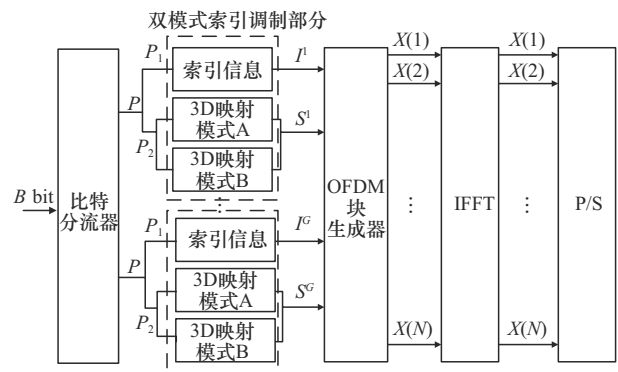 双模式索引调制部分
B bit
比特
分流器
P
P₁
索引信息
I¹
P₂
3D映射
模式A
3D映射
模式B
S¹
⋮
P
P₁
索引信息
Iᴳ
P₂
3D映射
模式A
3D映射
模式B
Sᴳ
OFDM
块
生成器
X(1)
X(2)
⋮
X(N)
IFFT
X(1)
X(2)
⋮
X(N)
P/S